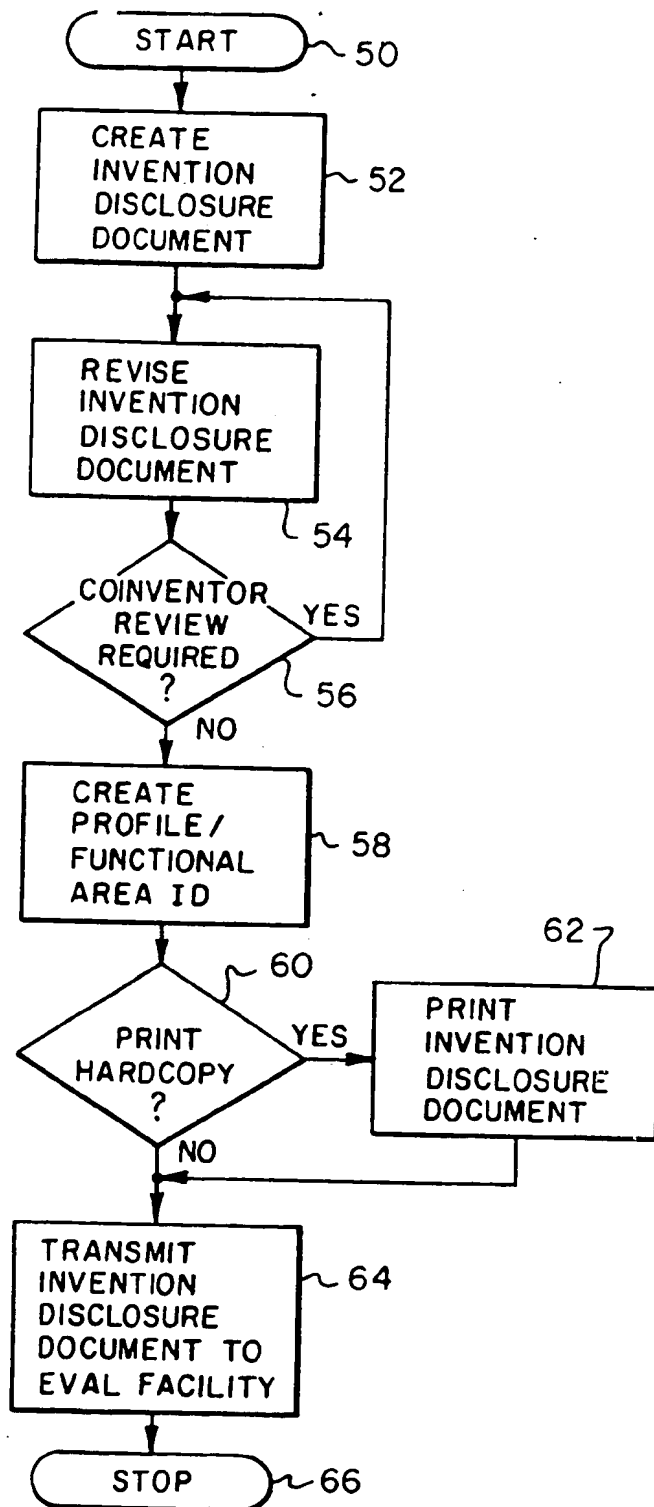 START
50
CREATE
INVENTION
DISCLOSURE
DOCUMENT
52
REVISE
INVENTION
DISCLOSURE
DOCUMENT
54
COINVENTOR
REVIEW
REQUIRED
?
YES
56
NO
CREATE
PROFILE/
FUNCTIONAL
AREA ID
58
60
PRINT
HARDCOPY
?
YES
62
PRINT
INVENTION
DISCLOSURE
DOCUMENT
NO
TRANSMIT
INVENTION
DISCLOSURE
DOCUMENT TO
EVAL FACILITY
64
STOP
66